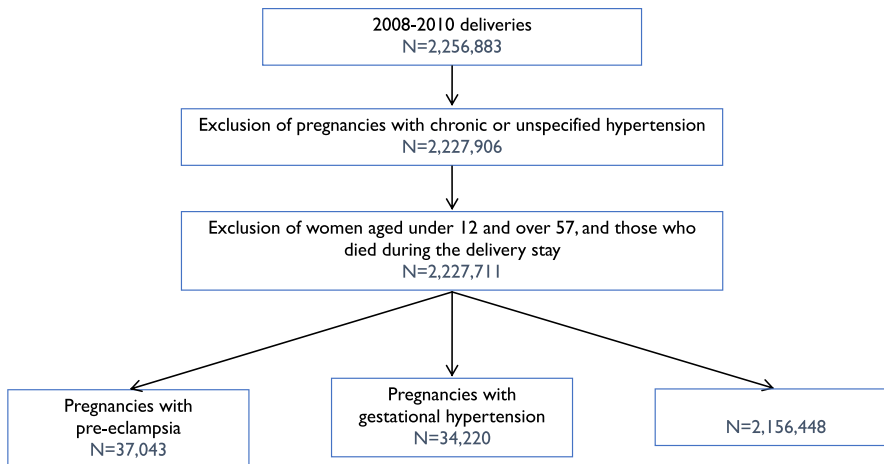 2008-2010 deliveries
N=2,256,883
Exclusion of pregnancies with chronic or unspecified hypertension
N=2,227,906
Exclusion of women aged under 12 and over 57, and those who
died during the delivery stay
N=2,227,711
Pregnancies with
pre-eclampsia
N=37,043
Pregnancies with
gestational hypertension
N=34,220
N=2,156,448